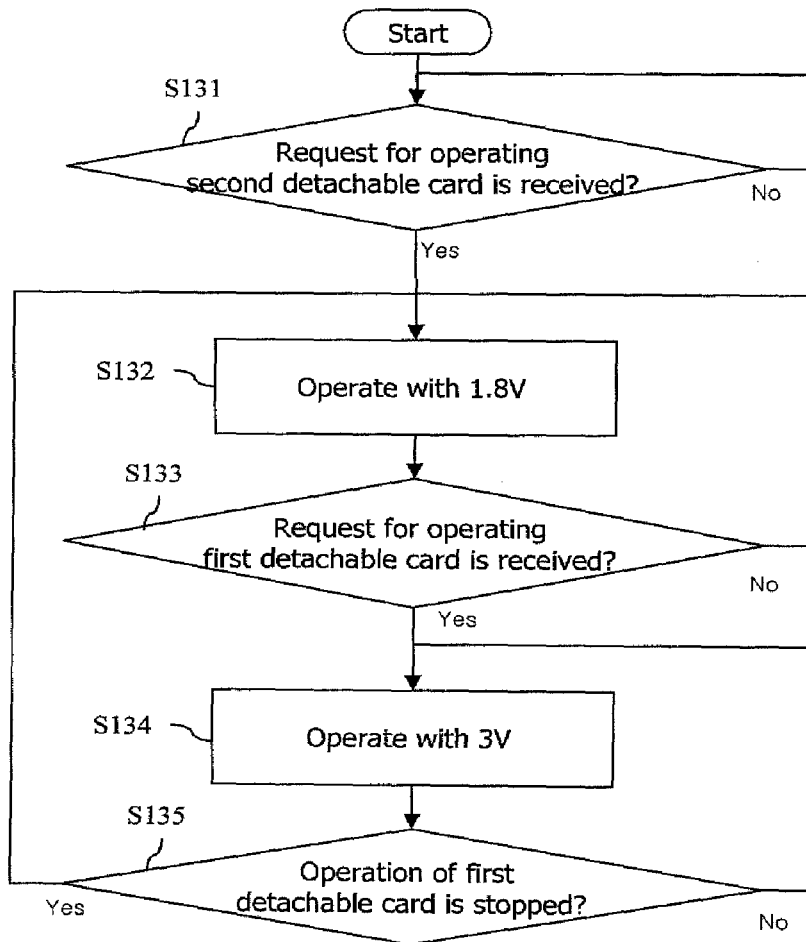 Start
S131
Request for operating
second detachable card is received?
No
Yes
S132
Operate with 1.8V
S133
Request for operating
first detachable card is received?
No
Yes
S134
Operate with 3V
S135
Operation of first
detachable card is stopped?
Yes
No